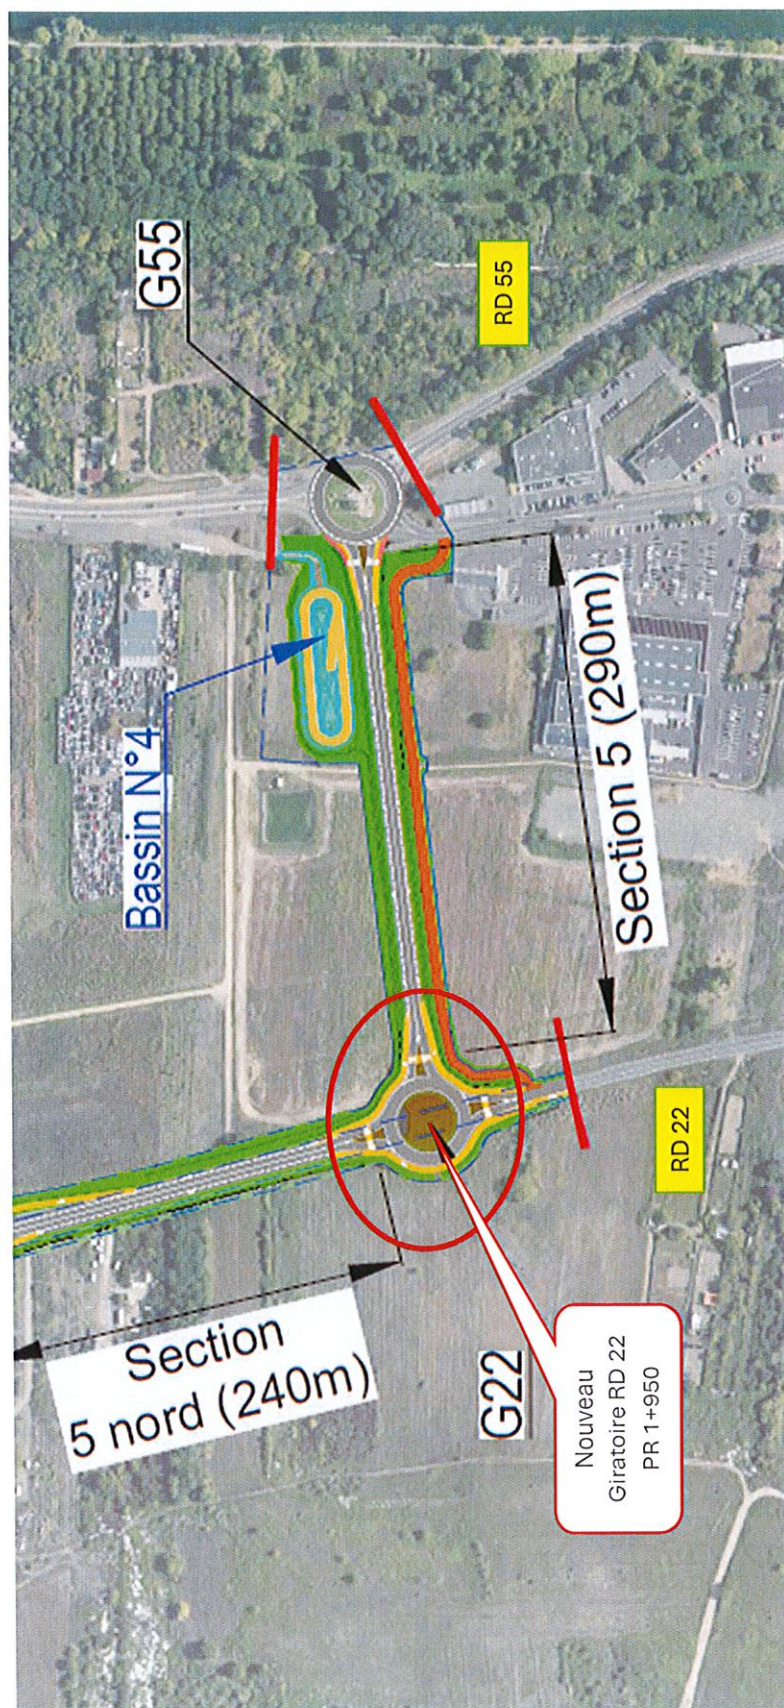 Section
5 nord (240m)
G22
Nouveau
Giratoire RD 22
PR 1+950
RD 22
Bassin N°4
Section 5 (290m)
G55
RD 55